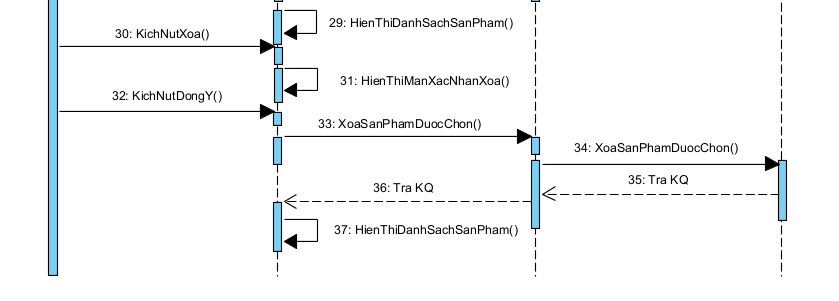 29: HienThiDanhSachSanPham()
30: KichNutXoa()
31: HienThiManXacNhanXoa()
32: KichNutDongY()
33: XoaSanPhamDuocChon()
34: XoaSanPhamDuocChon()
35: Tra KQ
36: Tra KQ
37: HienThiDanhSachSanPham()